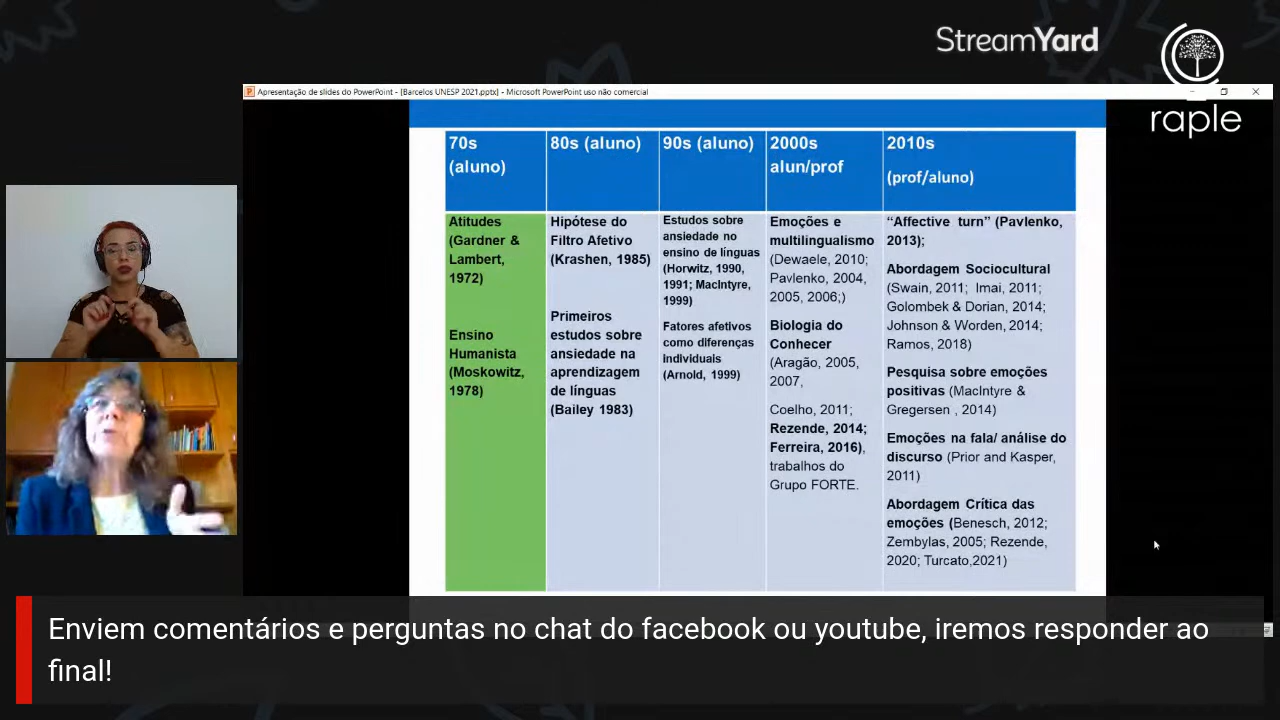 StreamYard
raple
Apresentação de slides do PowerPoint - [Barcelos UNESP 2021.pptx] - Microsoft PowerPoint uso não comercial
70s
(aluno)
80s (aluno)
90s (aluno)
2000s
alun/prof
2010s
(prof/aluno)
Atitudes
(Gardner &
Lambert,
1972)
Ensino
Humanista
(Moskowitz,
1978)
Hipótese do
Filtro Afetivo
(Krashen, 1985)
Primeiros
estudos sobre
ansiedade na
aprendizagem
de línguas
(Bailey 1983)
Estudos sobre
ansiedade no
ensino de línguas
(Horwitz, 1990,
1991; MacIntyre,
1999)
Fatores afetivos
como diferenças
individuais
(Arnold, 1999)
Emoções e
multilingualismo
(Dewaele, 2010;
Pavlenko, 2004,
2005, 2006;)
Biologia do
Conhecer
(Aragão, 2005,
2007,
Coelho, 2011;
Rezende, 2014;
Ferreira, 2016),
trabalhos do
Grupo FORTE.
“Affective turn” (Pavlenko,
2013);
Abordagem Sociocultural
(Swain, 2011; Imai, 2011;
Golombek & Dorian, 2014;
Johnson & Worden, 2014;
Ramos, 2018)
Pesquisa sobre emoções
positivas (MacIntyre &
Gregersen , 2014)
Emoções na fala/ análise do
discurso (Prior and Kasper,
2011)
Abordagem Crítica das
emoções (Benesch, 2012;
Zembylas, 2005; Rezende,
2020; Turcato,2021)
Enviem comentários e perguntas no chat do facebook ou youtube, iremos responder ao
final!